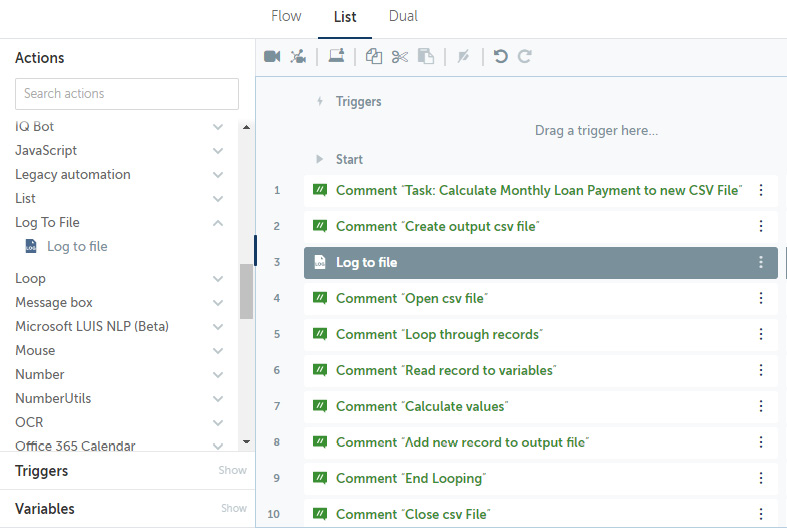 Flow List Dual
Actions
Search actions
IQ Bot
JavaScript
Legacy automation
List
Log To File
LOG Log to file
Loop
Message box
Microsoft LUIS NLP (Beta)
Mouse
Number
NumberUtils
OCR
Office 365 Calendar
Triggers Show
Variables Show
Triggers
Drag a trigger here...
Start
1 // Comment "Task: Calculate Monthly Loan Payment to new CSV File"
2 // Comment "Create output csv file"
3 LOG Log to file
4 // Comment "Open csv file"
5 // Comment "Loop through records"
6 // Comment "Read record to variables"
7 // Comment "Calculate values"
8 // Comment "Add new record to output file"
9 // Comment "End Looping"
10 // Comment "Close csv File"